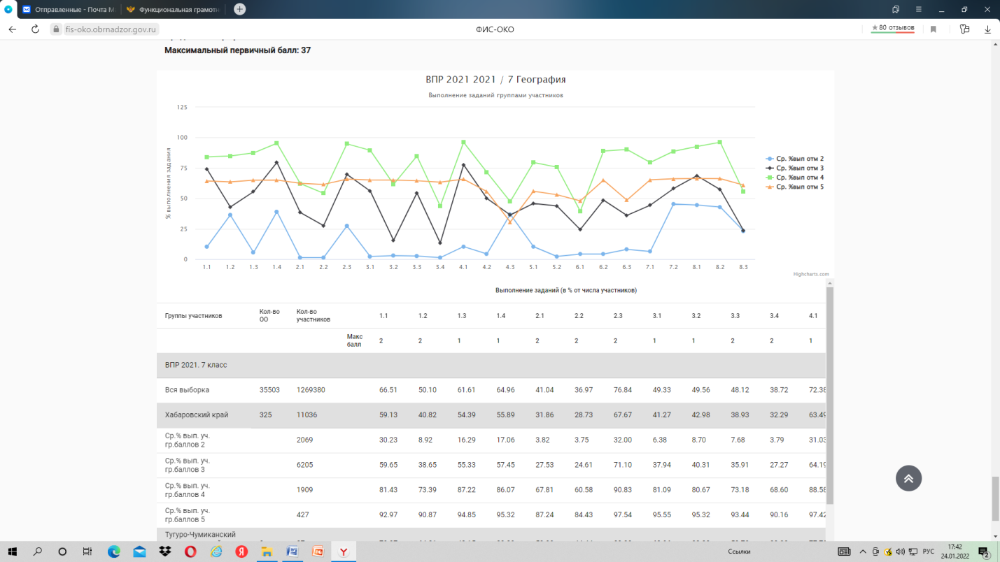 Отправленные - Почта М
Функциональная грамотн
fis-oko.obrnadzor.gov.ru
ФИС-ОКО
★ 80 отзывов
Максимальный первичный балл: 37
ВПР 2021 2021 / 7 География
Выполнение заданий группами участников
% выполнения задания
125
100
75
50
25
0
1.1 1.2 1.3 1.4 2.1 2.2 2.3 3.1 3.2 3.3 3.4 4.1 4.2 4.3 5.1 5.2 6.1 6.2 6.3 7.1 7.2 8.1 8.2 8.3
Ср. %вып отм 2
Ср. %вып отм 3
Ср. %вып отм 4
Ср. %вып отм 5
Highcharts.com
Выполнение заданий (в % от числа участников)
Группы участников Кол-во ОО Кол-во участников 1.1 1.2 1.3 1.4 2.1 2.2 2.3 3.1 3.2 3.3 3.4 4.1
Макс балл 2 2 1 1 2 2 2 1 1 2 2 1
ВПР 2021. 7 класс
Вся выборка 35503 1269380 66.51 50.10 61.61 64.96 41.04 36.97 76.84 49.33 49.56 48.12 38.72 72.38
Хабаровский край 325 11036 59.13 40.82 54.39 55.89 31.86 28.73 67.67 41.27 42.98 38.93 32.29 63.49
Ср.% вып. уч. гр.баллов 2 2069 30.23 8.92 16.29 17.06 3.82 3.75 32.00 6.38 8.70 7.68 3.79 31.03
Ср.% вып. уч. гр.баллов 3 6205 59.65 38.65 55.33 57.45 27.53 24.61 71.10 37.94 40.31 35.91 27.27 64.19
Ср.% вып. уч. гр.баллов 4 1909 81.43 73.39 87.22 86.07 67.81 60.58 90.83 81.09 80.67 73.18 68.60 88.58
Ср.% вып. уч. гр.баллов 5 427 92.97 90.87 94.85 95.32 87.24 84.43 97.54 95.55 95.32 93.44 90.16 97.42
Тугуро-Чумиканский
Ссылки
РУС
17:42
24.01.2022
2